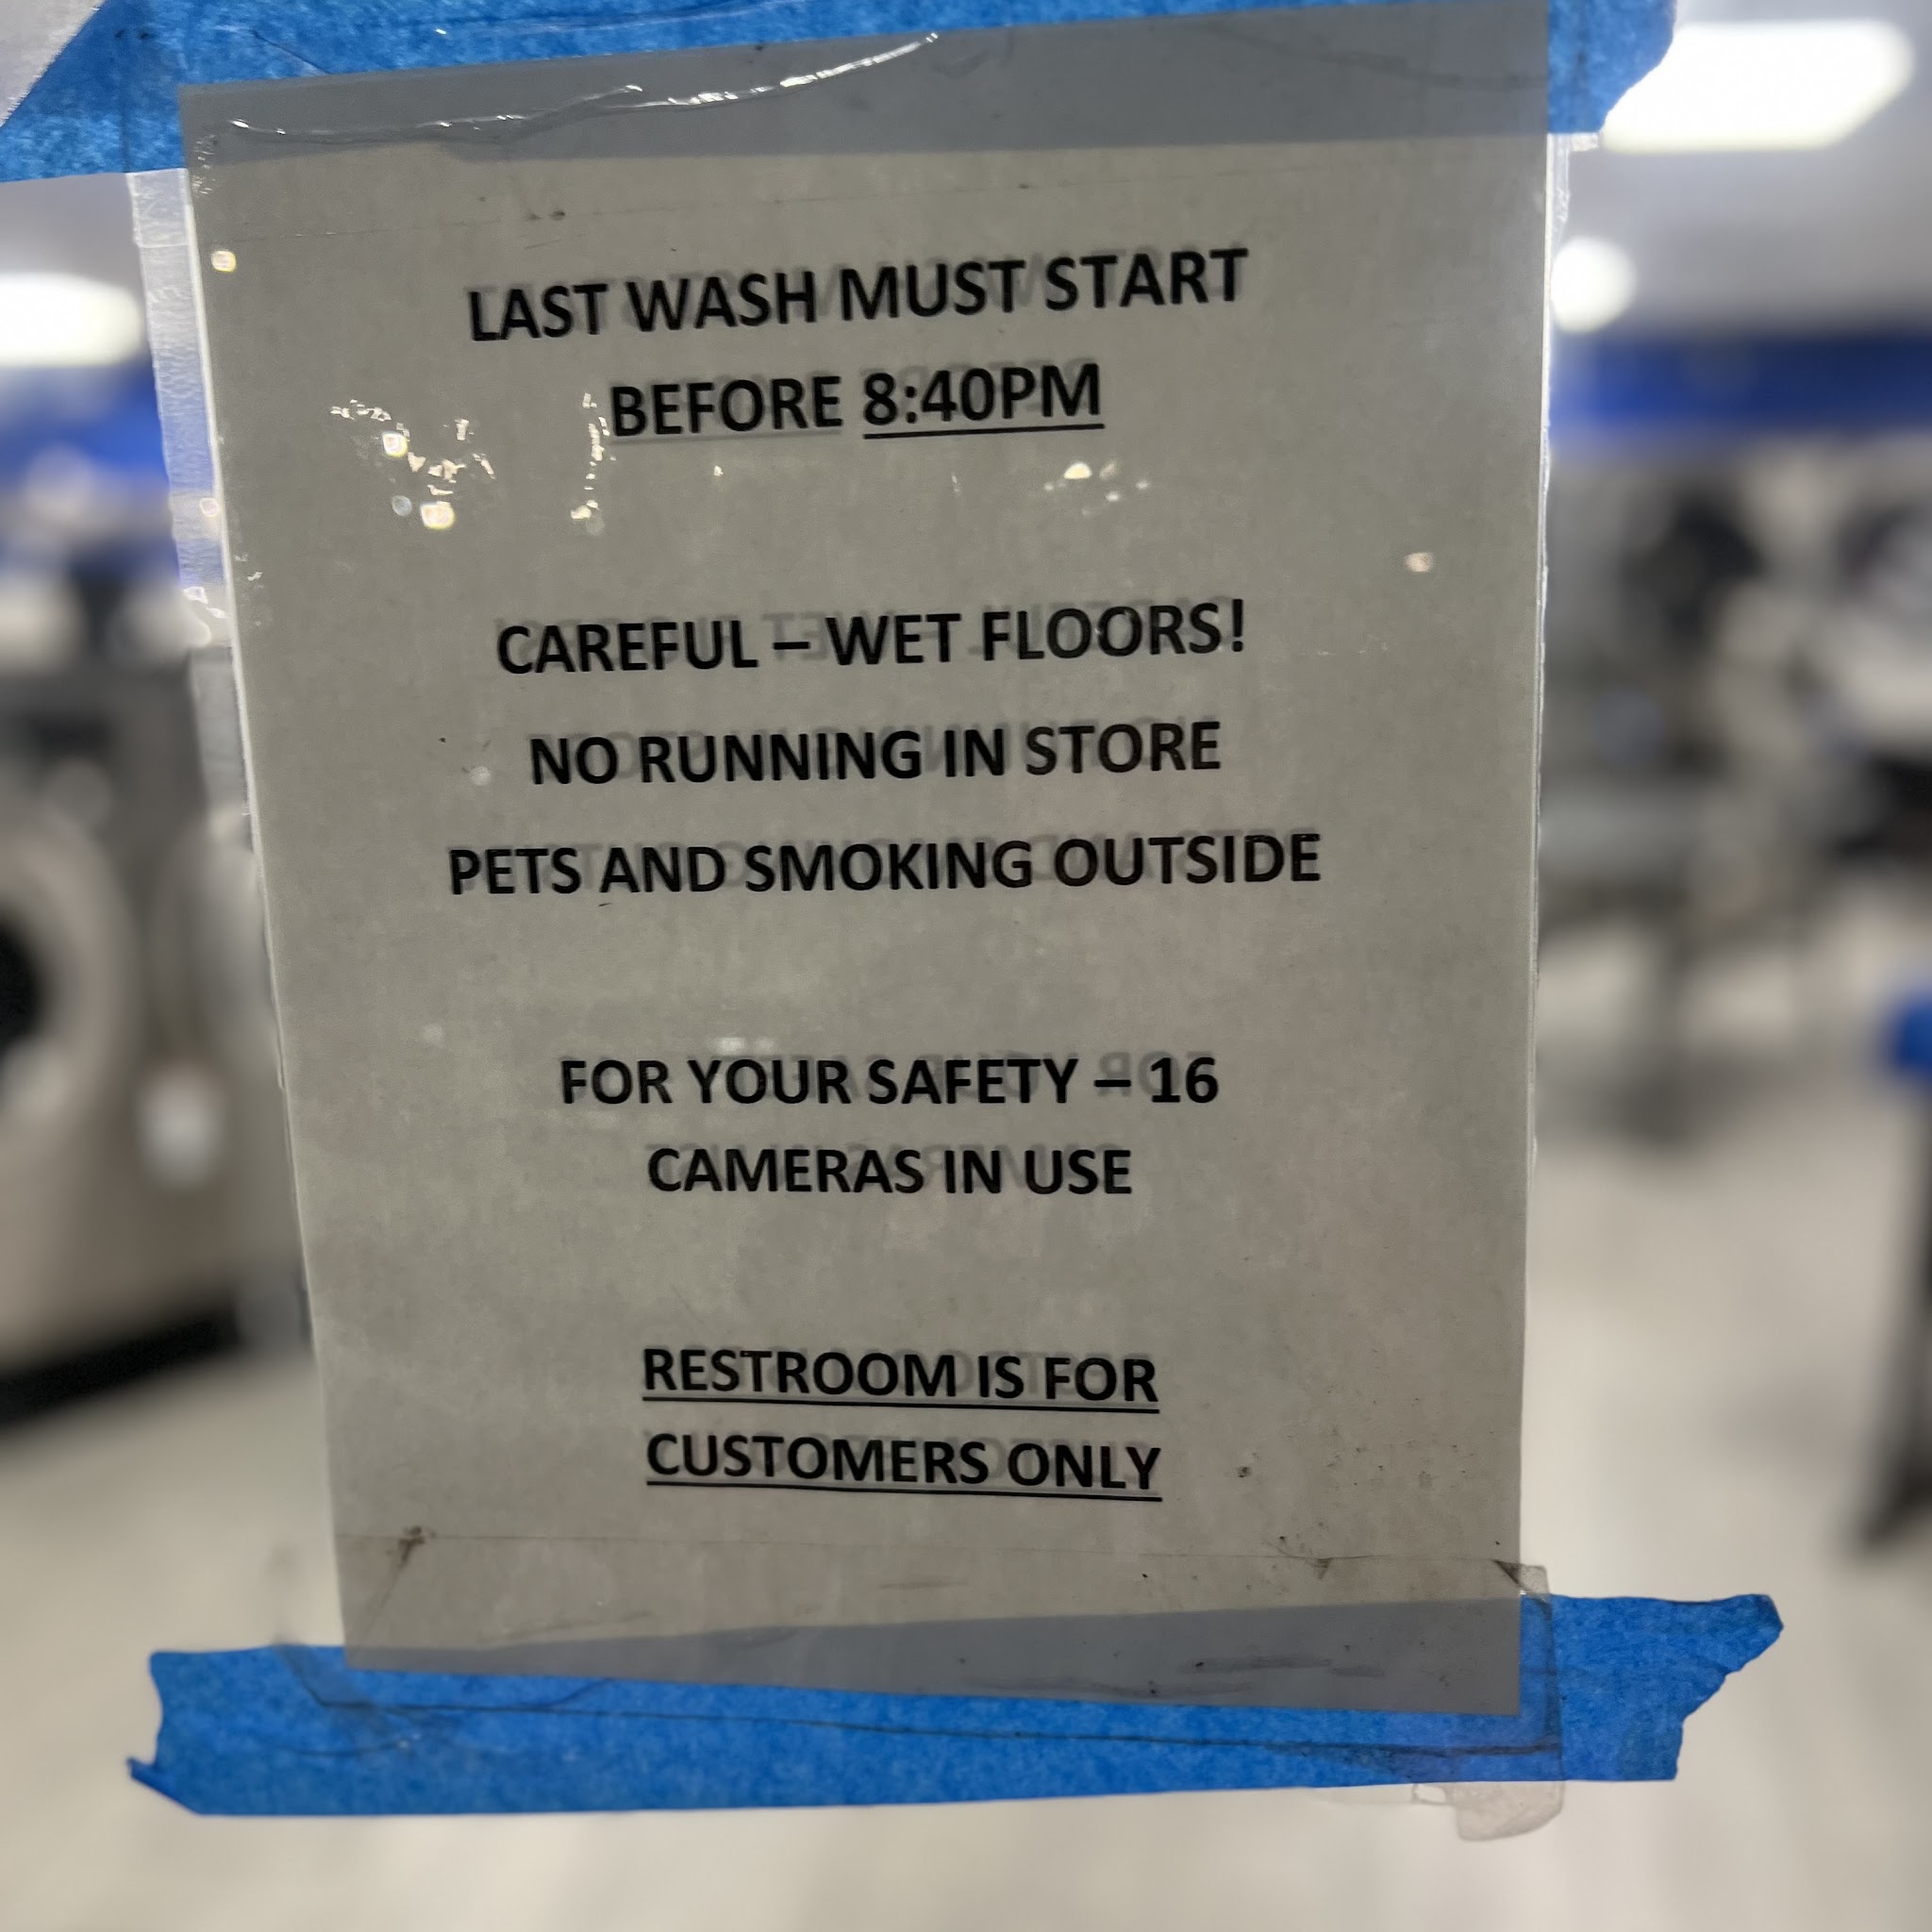 LAST WASH MUST START
BEFORE 8:40PM
CAREFUL – WET FLOORS!
NO RUNNING IN STORE
PETS AND SMOKING OUTSIDE
FOR YOUR SAFETY – 16
CAMERAS IN USE
RESTROOM IS FOR
CUSTOMERS ONLY